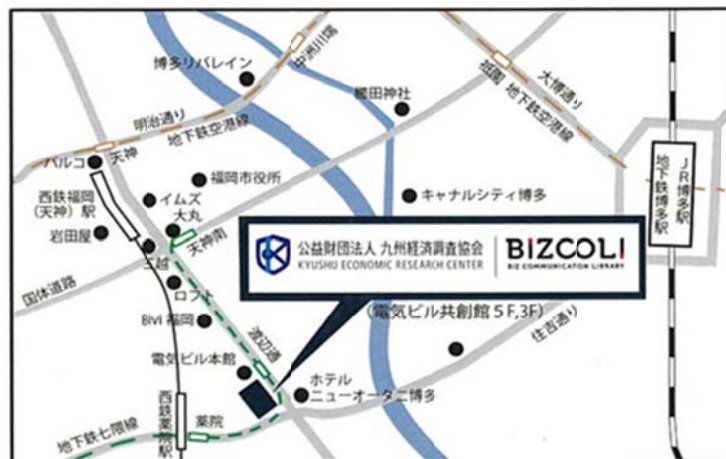 中洲川端
博多リバレイン
櫛田神社
祇園
大博通り
地下鉄空港線
明治通り
地下鉄空港線
天神
パルコ
西鉄福岡
(天神)駅
福岡市役所
イムズ
大丸
岩田屋
天神南
キャナルシティ博多
JR博多駅
地下鉄博多駅
三越
国体道路
ロフト
公益財団法人 九州経済調査協会
KYUSHU ECONOMIC RESEARCH CENTER
BIZCOLI
BIZ COMMUNICATION LIBRARY
(電気ビル共創館5F,3F)
BiVi 福岡
渡辺通
住吉通り
電気ビル本館
ホテル
ニューオータニ博多
西鉄薬院駅
薬院
地下鉄七隈線